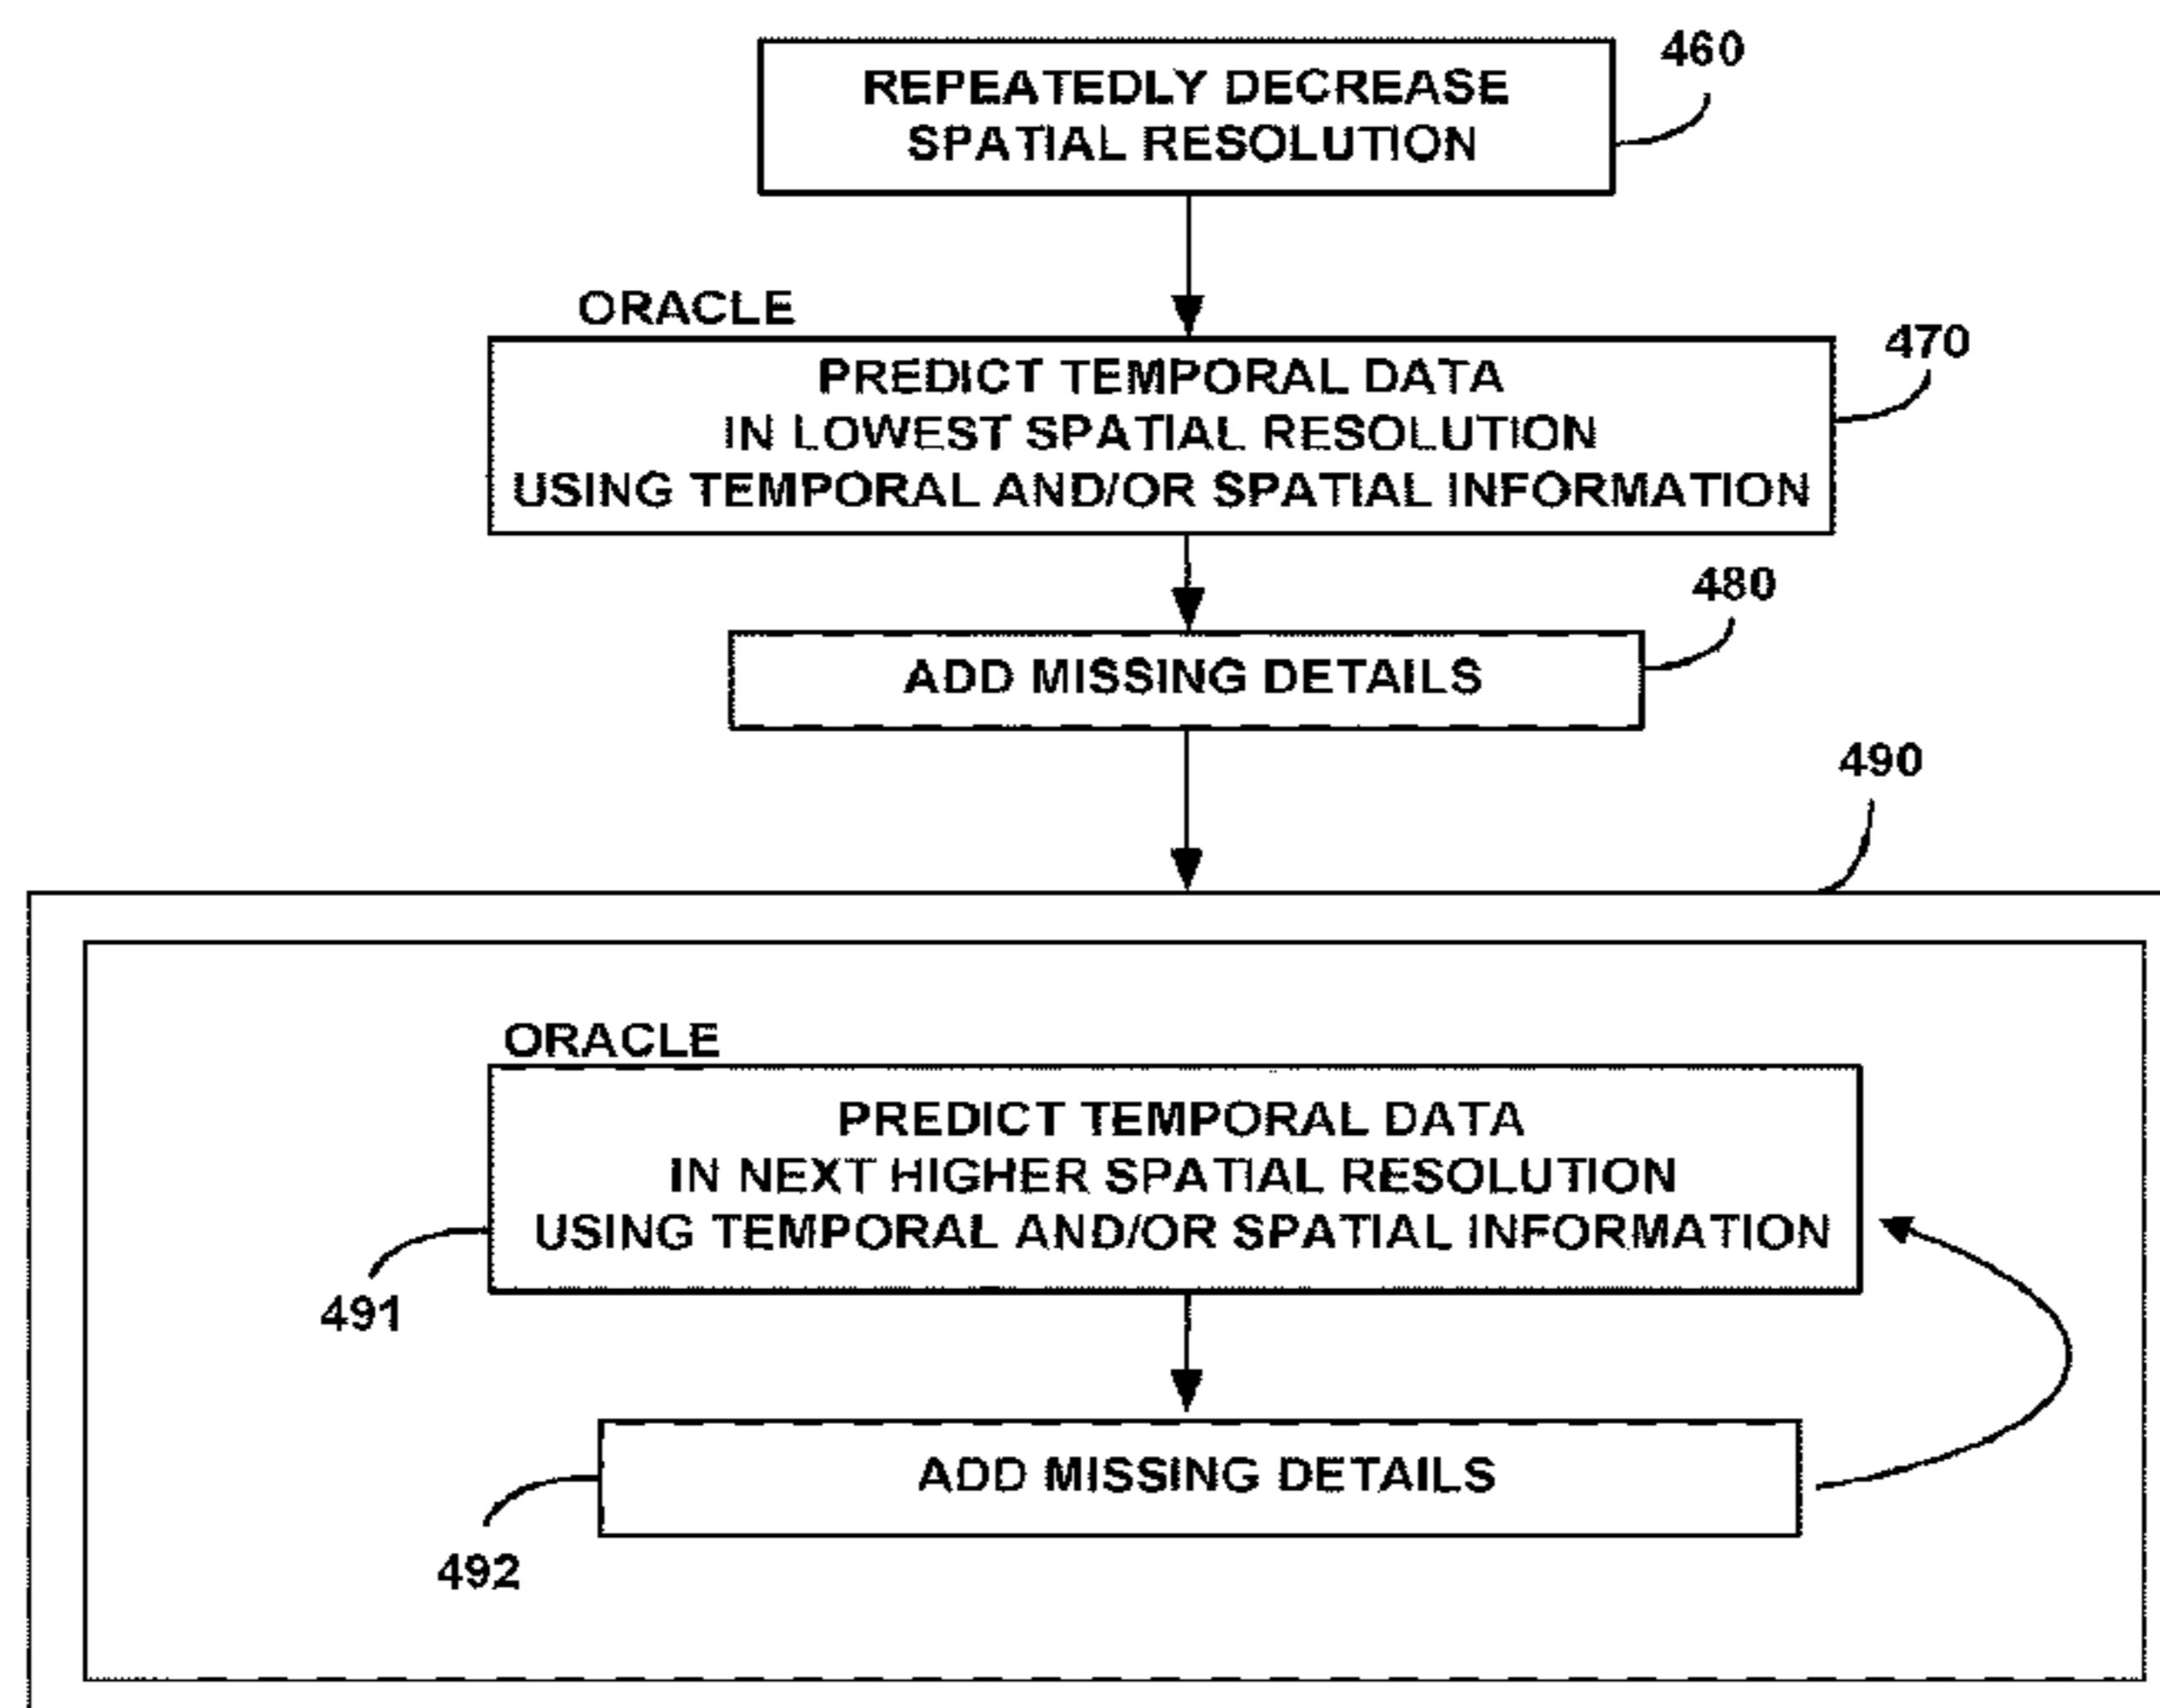 460
REPEATEDLY DECREASE
SPATIAL RESOLUTION
ORACLE
470
PREDICT TEMPORAL DATA
IN LOWEST SPATIAL RESOLUTION
USING TEMPORAL AND/OR SPATIAL INFORMATION
480
ADD MISSING DETAILS
490
ORACLE
PREDICT TEMPORAL DATA
IN NEXT HIGHER SPATIAL RESOLUTION
USING TEMPORAL AND/OR SPATIAL INFORMATION
491
ADD MISSING DETAILS
492